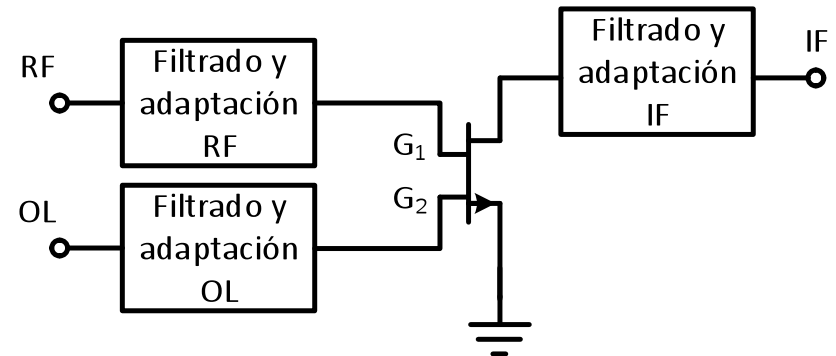 RF
Filtrado y
adaptación
RF
OL
Filtrado y
adaptación
OL
G₁
G₂
Filtrado y
adaptación
IF
IF